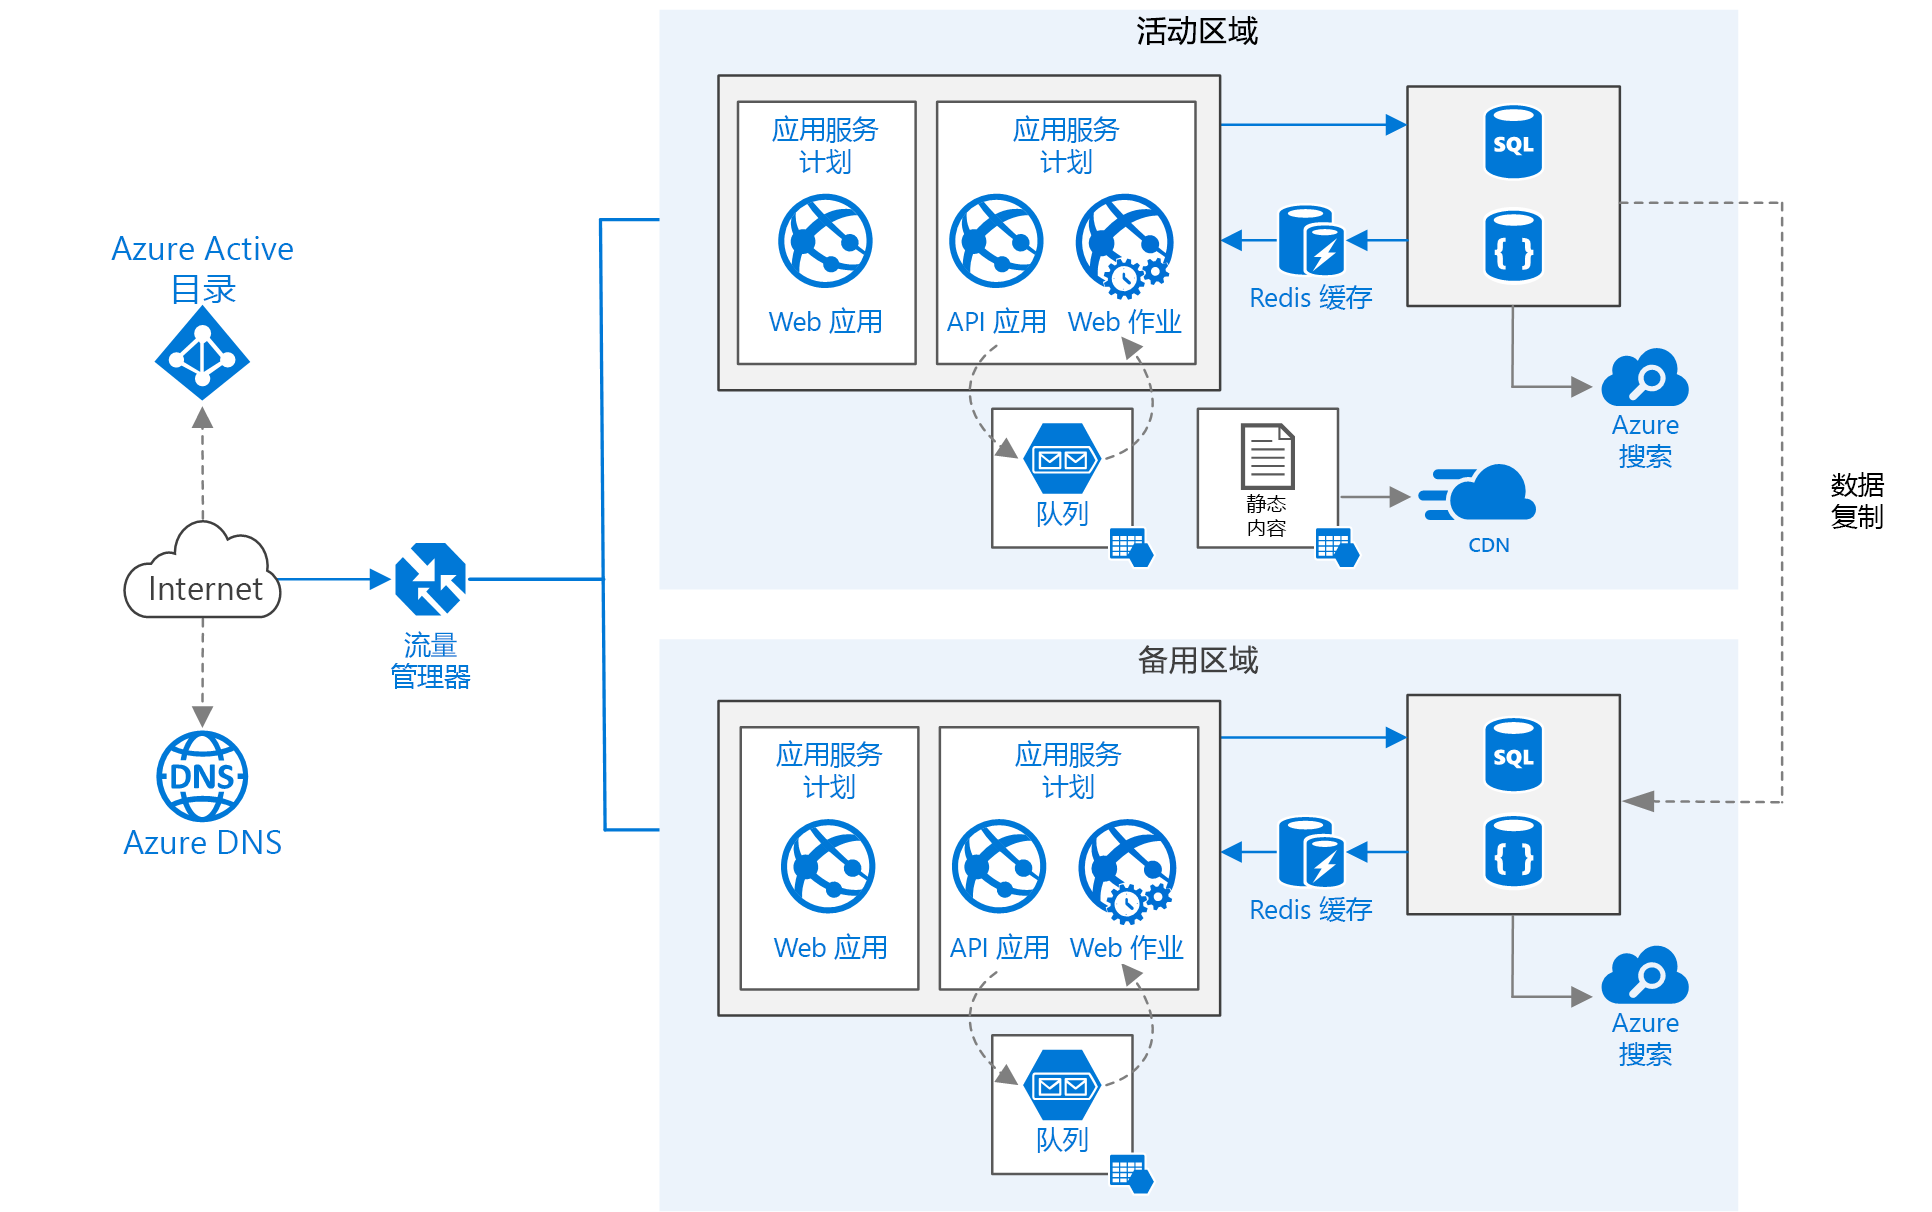 Azure Active
目录
Internet
流量
管理器
DNS
Azure DNS
活动区域
应用服务
计划
Web 应用
应用服务
计划
API 应用
Web 作业
SQL
{ }
Redis 缓存
Azure
搜索
队列
静态
内容
CDN
数据
复制
备用区域
应用服务
计划
Web 应用
应用服务
计划
API 应用
Web 作业
SQL
{ }
Redis 缓存
Azure
搜索
队列